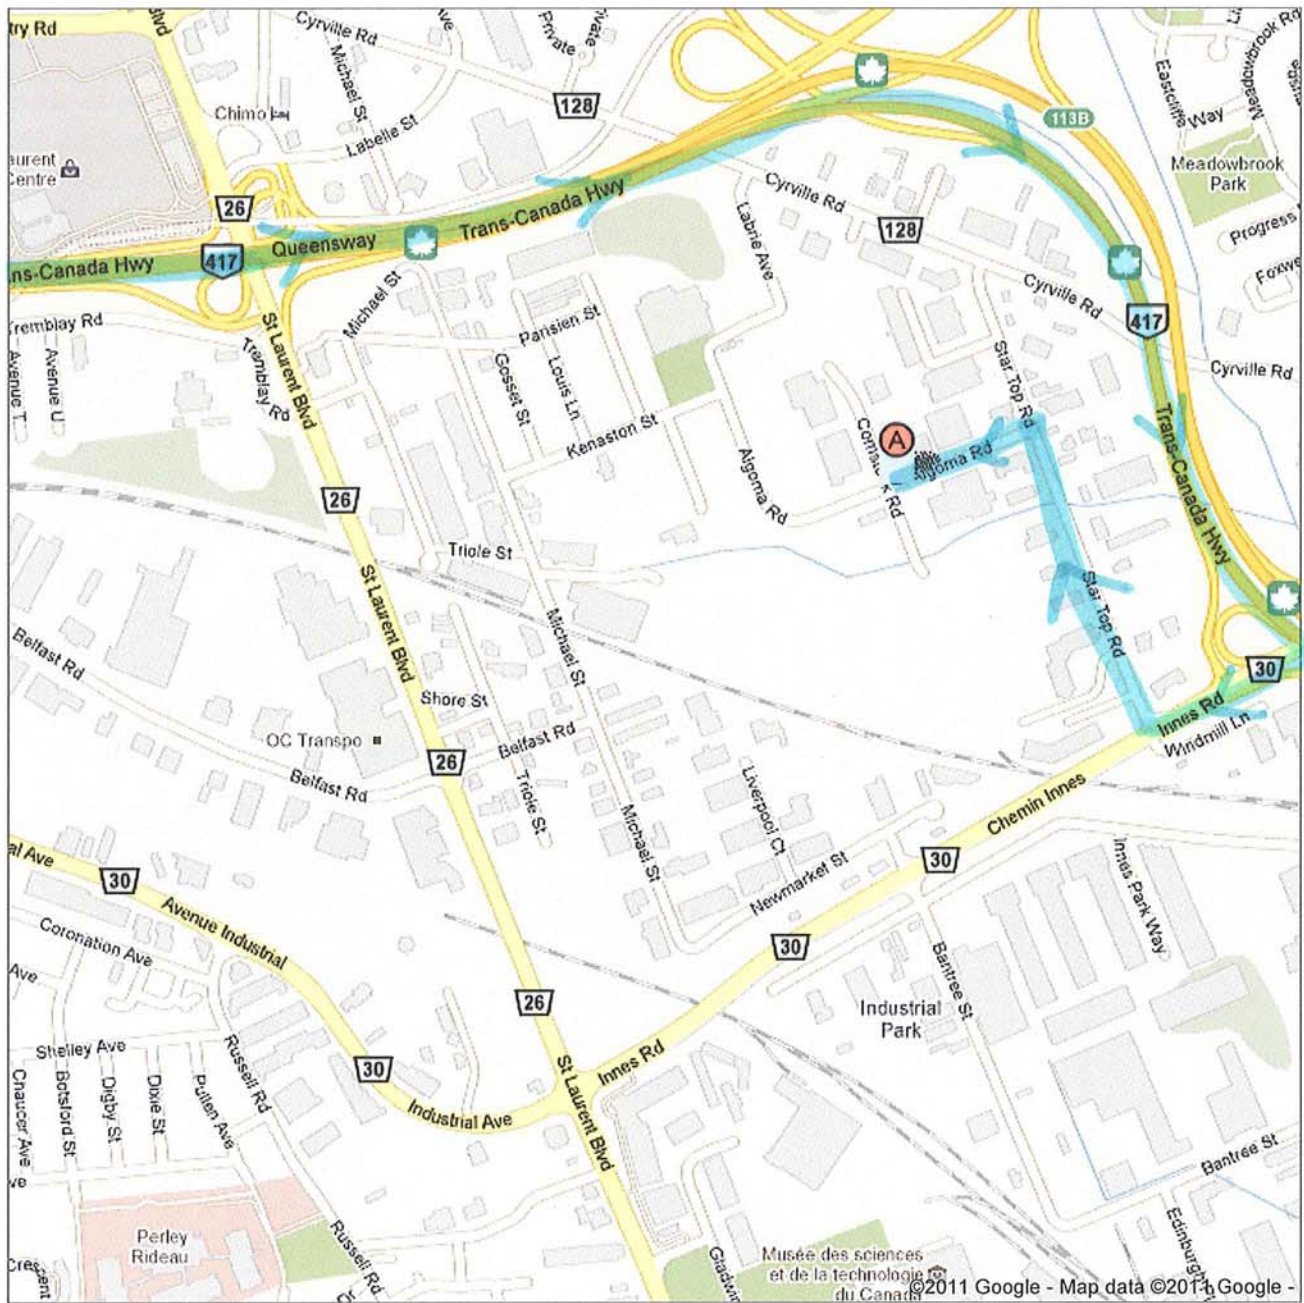 try Rd
Blvd
Cyrville Rd
Ave
Private
Private
Michael St
128
113B
Eastcliffe Way
Meadowbrook Rd
Chimo
Labelle St
aurent
Centre
Meadowbrook
Park
26
Queensway
Trans-Canada Hwy
Cyrville Rd
128
Labrie Ave
Progress
Foxwe
417
ns-Canada Hwy
Cyrville Rd
417
Cyrville Rd
Tremblay Rd
Avenue T
Avenue U
Tremblay Rd
St Laurent Blvd
Michael St
Parisien St
Gosset St
Louis Ln
Kenaston St
Star Top Rd
Trans-Canada Hwy
A
Algoma Rd
Algoma Rd
26
Triole St
Star Top Rd
St Laurent Blvd
Michael St
Belfast Rd
Shore St
30
Innes Rd
Windmill Ln
OC Transpo
26
Belfast Rd
Belfast Rd
Triole St
Liverpool Ct
Michael St
Chemin Innes
al Ave
30
Newmarket St
30
Innes Park Way
Avenue Industrial
Coronation Ave
Ave
30
Bantree St
26
Industrial
Park
Shelley Ave
30
Innes Rd
St Laurent Blvd
Russell Rd
Industrial Ave
Chaucer Ave
Botsford St
Digby St
Dixie St
Pullen Ave
ve
Bantree St
Edinburgh Pl
Perley
Rideau
Russell Rd
Crescent
Gladwin
Musée des sciences
et de la technologie
du Canada
©2011 Google - Map data ©2011 Google -